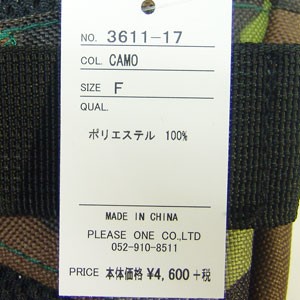 NO. 3611-17
COL. CAMO
SIZE F
QUAL.
ポリエステル 100%
MADE IN CHINA
PLEASE ONE CO.,LTD
052-910-8511
PRICE 本体価格 ¥4,600+税